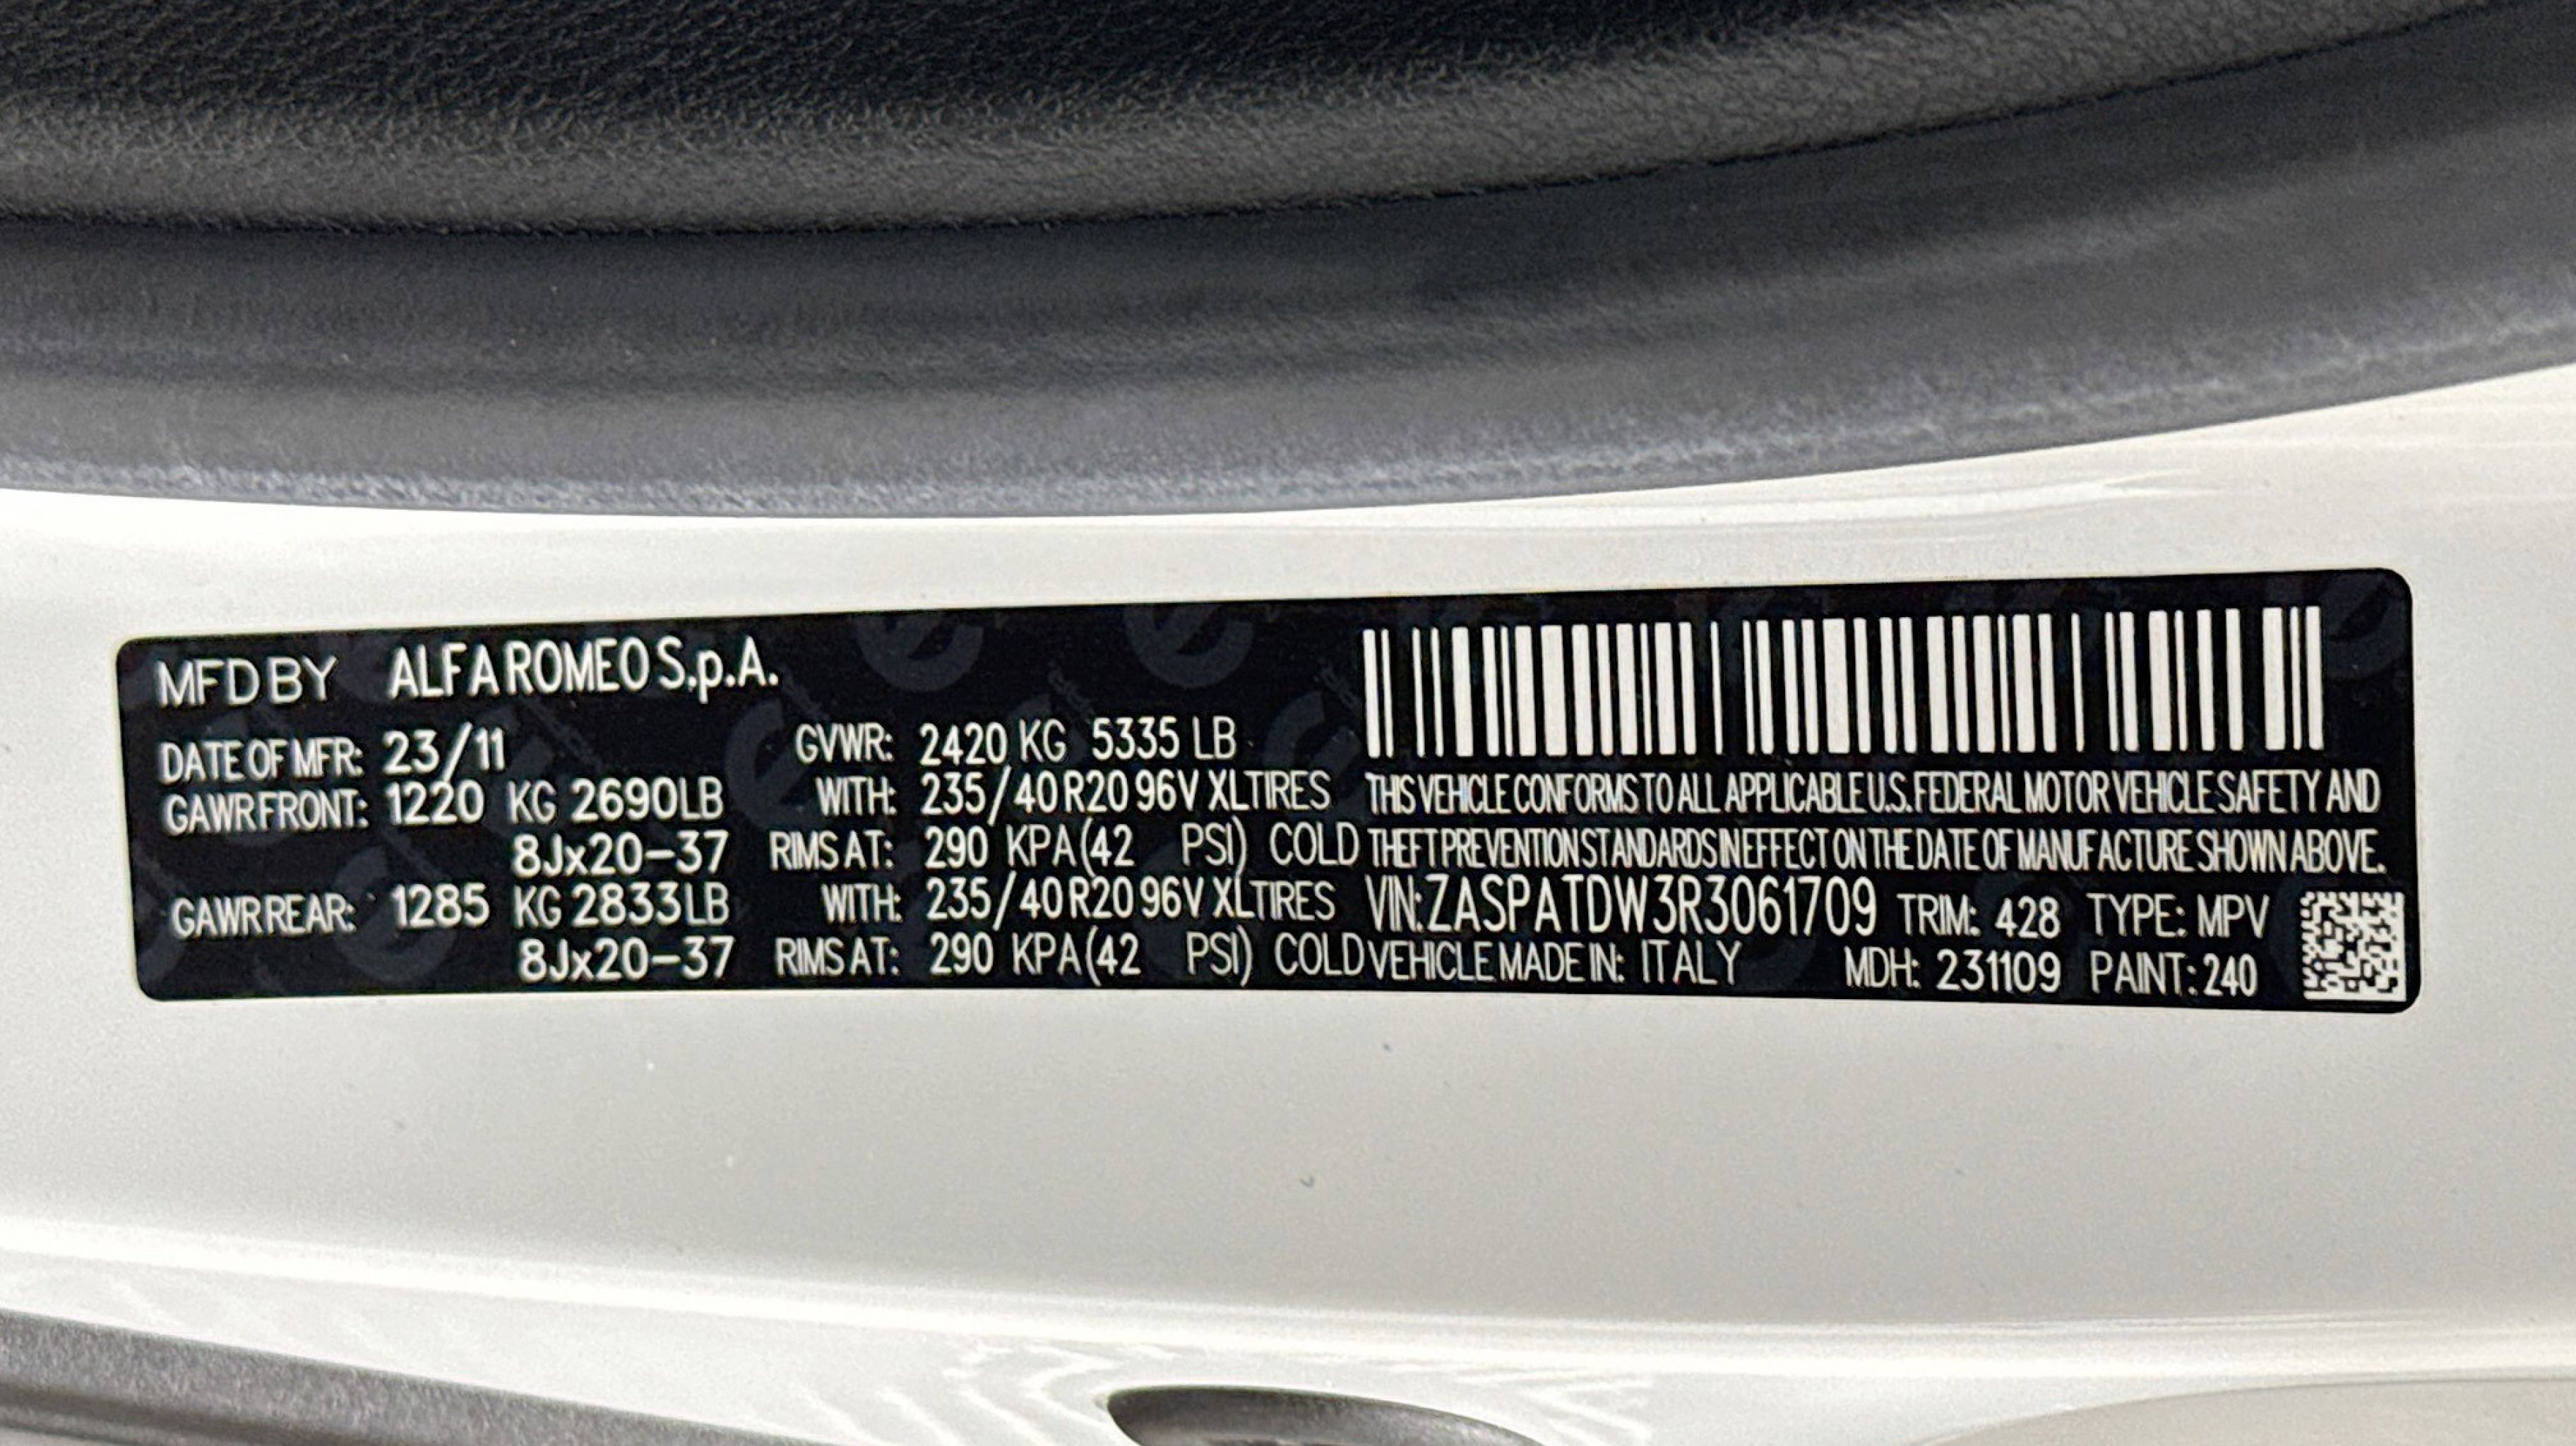 MFD BY ALFA ROMEO S.p.A.
DATE OF MFR: 23/11 GVWR: 2420 KG 5335 LB
GAWR FRONT: 1220 KG 2690LB WITH: 235/40 R20 96V XL TIRES
8Jx20-37 RIMS AT: 290 KPA(42 PSI) COLD
GAWR REAR: 1285 KG 2833LB WITH: 235/40 R20 96V XL TIRES
8Jx20-37 RIMS AT: 290 KPA(42 PSI) COLD
THIS VEHICLE CONFORMS TO ALL APPLICABLE U.S. FEDERAL MOTOR VEHICLE SAFETY AND
THEFT PREVENTION STANDARDS IN EFFECT ON THE DATE OF MANUFACTURE SHOWN ABOVE.
VIN: ZASPATDW3R3061709 TRIM: 428 TYPE: MPV
VEHICLE MADE IN: ITALY MDH: 231109 PAINT: 240